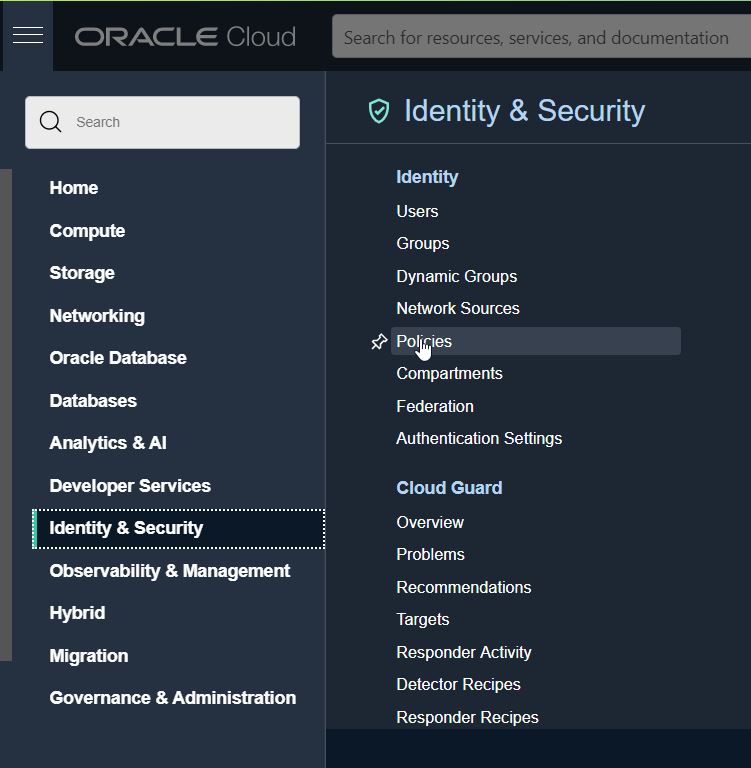 ORACLE Cloud
Search for resources, services, and documentation
Search
Home
Compute
Storage
Networking
Oracle Database
Databases
Analytics & AI
Developer Services
Identity & Security
Observability & Management
Hybrid
Migration
Governance & Administration
Identity & Security
Identity
Users
Groups
Dynamic Groups
Network Sources
Policies
Compartments
Federation
Authentication Settings
Cloud Guard
Overview
Problems
Recommendations
Targets
Responder Activity
Detector Recipes
Responder Recipes